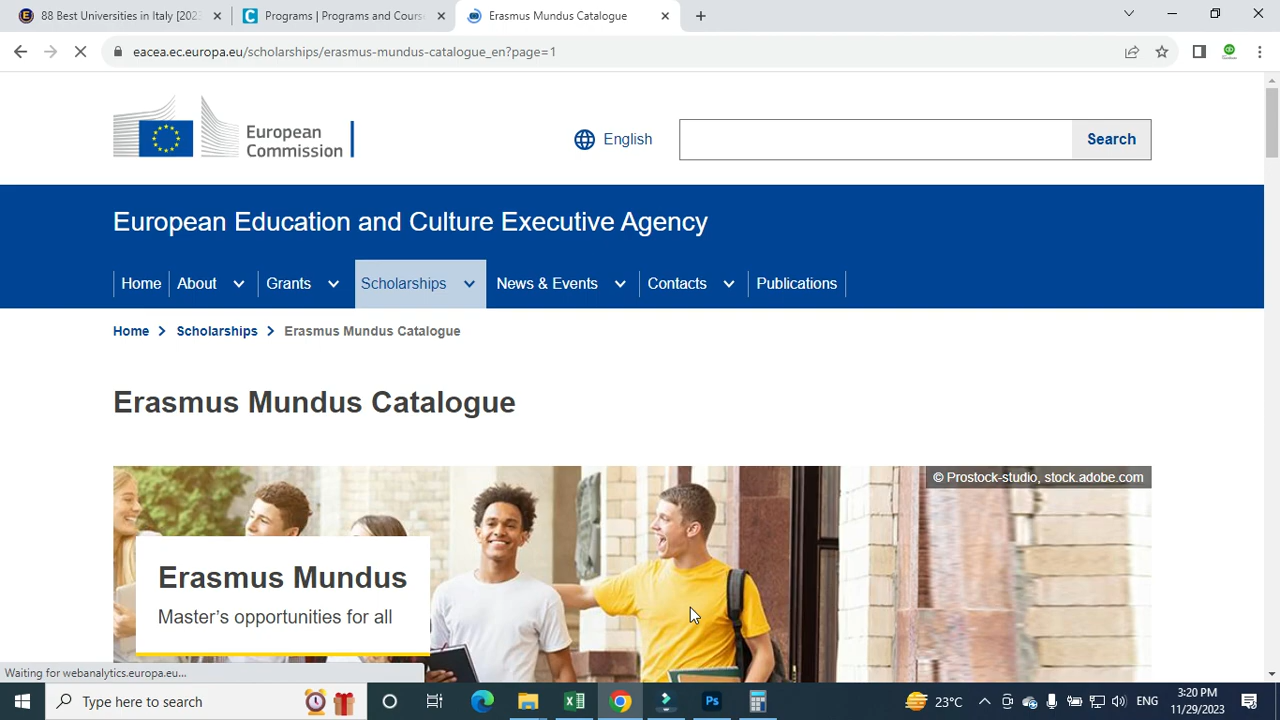 88 Best Universities in Italy [2023
Programs | Programs and Cours
Erasmus Mundus Catalogue
eacea.ec.europa.eu/scholarships/erasmus-mundus-catalogue_en?page=1
European
Commission
English
Search
European Education and Culture Executive Agency
Home About Grants Scholarships News & Events Contacts Publications
Home > Scholarships > Erasmus Mundus Catalogue
Erasmus Mundus Catalogue
© Prostock-studio, stock.adobe.com
Erasmus Mundus
Master's opportunities for all
Waiting for webanalytics.europa.eu...
Type here to search
23°C
ENG
3:20 PM
11/29/2023